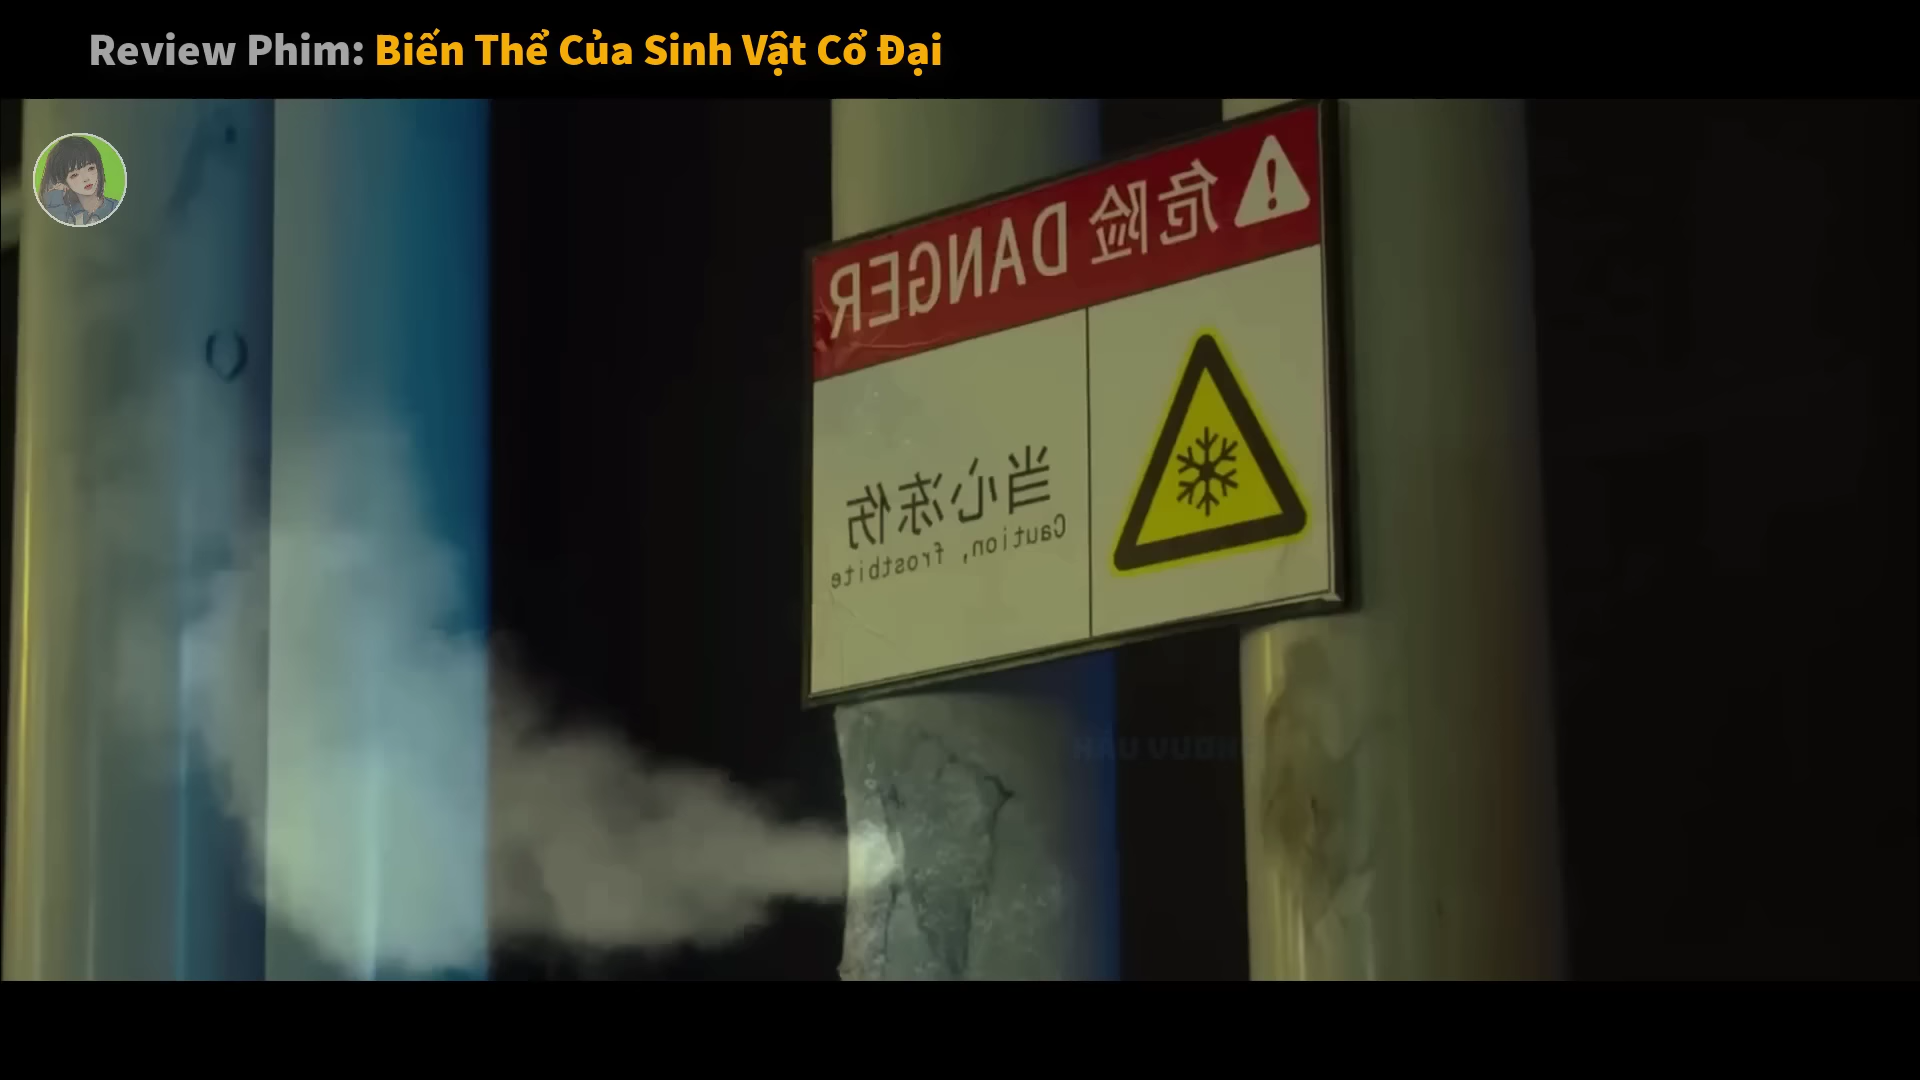 Review Phim: Biến Thể Của Sinh Vật Cổ Đại
危险 DANGER
当心冻伤
Caution, frostbite